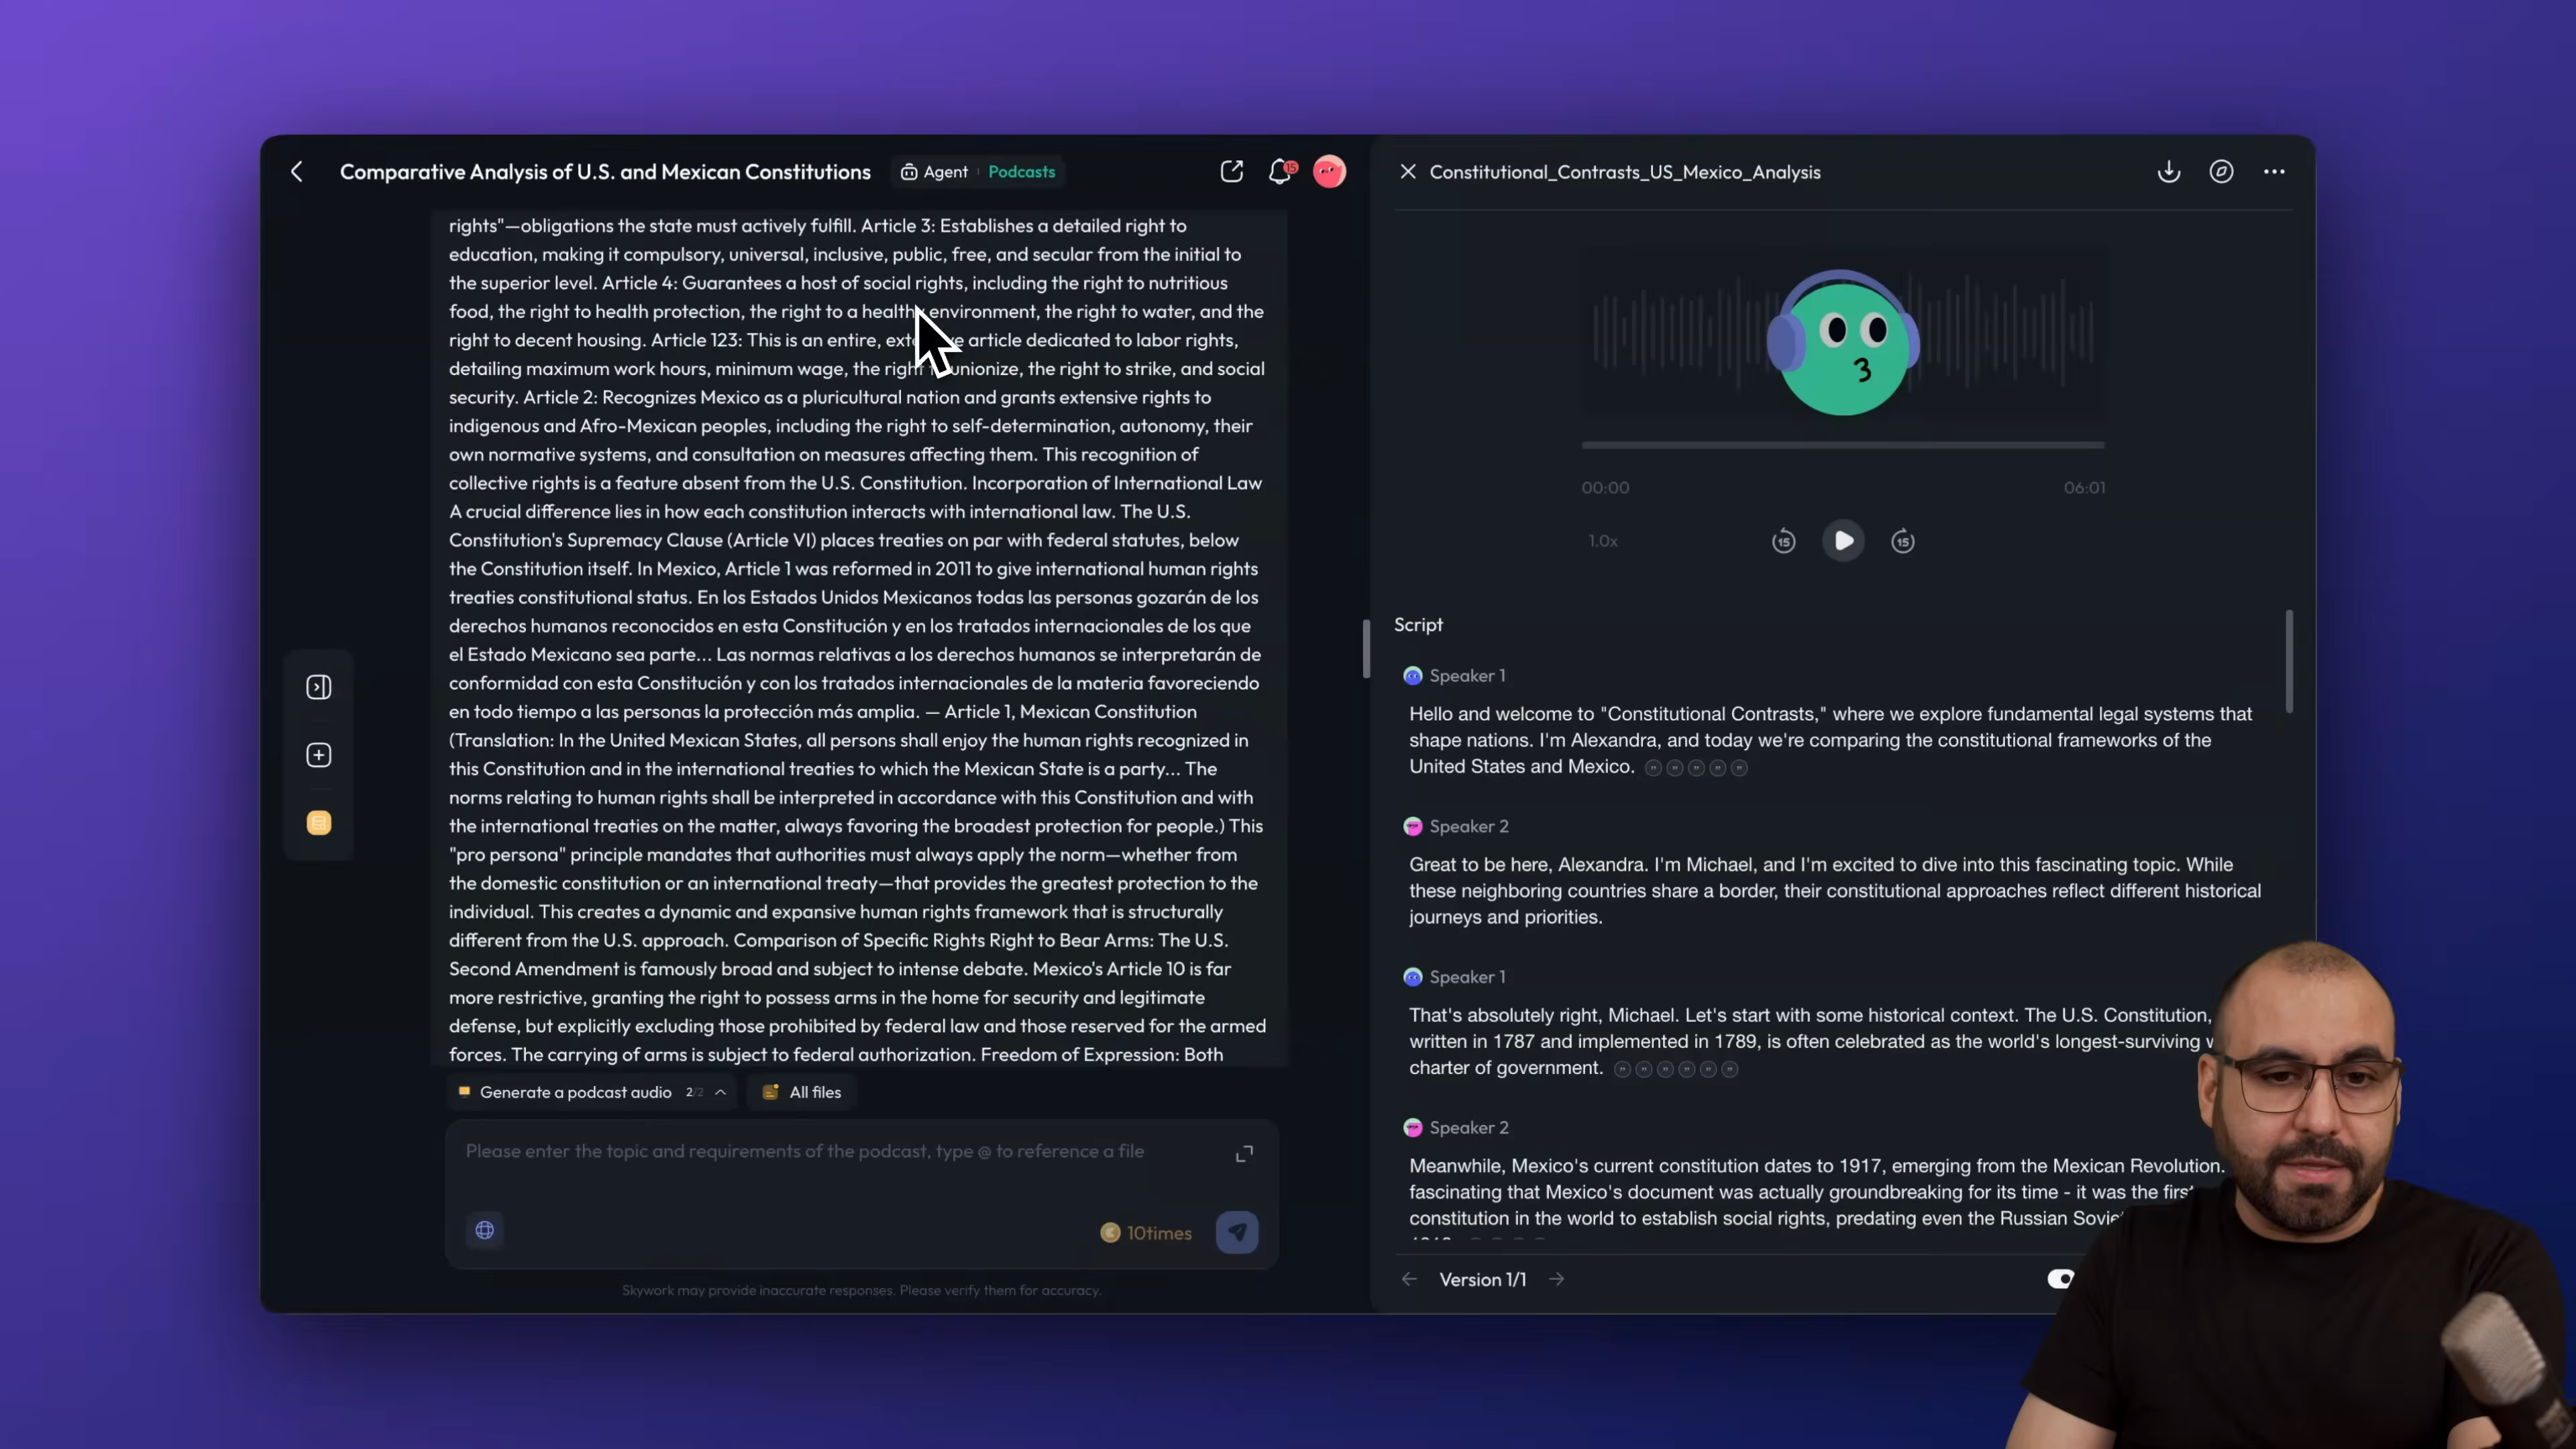 Comparative Analysis of U.S. and Mexican Constitutions
Agent
Podcasts
15
rights"—obligations the state must actively fulfill. Article 3: Establishes a detailed right to
education, making it compulsory, universal, inclusive, public, free, and secular from the initial to
the superior level. Article 4: Guarantees a host of social rights, including the right to nutritious
food, the right to health protection, the right to a healthy environment, the right to water, and the
right to decent housing. Article 123: This is an entire, article dedicated to labor rights,
detailing maximum work hours, minimum wage, the right unionize, the right to strike, and social
security. Article 2: Recognizes Mexico as a pluricultural nation and grants extensive rights to
indigenous and Afro-Mexican peoples, including the right to self-determination, autonomy, their
own normative systems, and consultation on measures affecting them. This recognition of
collective rights is a feature absent from the U.S. Constitution. Incorporation of International Law
A crucial difference lies in how each constitution interacts with international law. The U.S.
Constitution's Supremacy Clause (Article VI) places treaties on par with federal statutes, below
the Constitution itself. In Mexico, Article 1 was reformed in 2011 to give international human rights
treaties constitutional status. En los Estados Unidos Mexicanos todas las personas gozarán de los
derechos humanos reconocidos en esta Constitución y en los tratados internacionales de los que
el Estado Mexicano sea parte... Las normas relativas a los derechos humanos se interpretarán de
conformidad con esta Constitución y con los tratados internacionales de la materia favoreciendo
en todo tiempo a las personas la protección más amplia. — Article 1, Mexican Constitution
(Translation: In the United Mexican States, all persons shall enjoy the human rights recognized in
this Constitution and in the international treaties to which the Mexican State is a party... The
norms relating to human rights shall be interpreted in accordance with this Constitution and with
the international treaties on the matter, always favoring the broadest protection for people.) This
"pro persona" principle mandates that authorities must always apply the norm—whether from
the domestic constitution or an international treaty—that provides the greatest protection to the
individual. This creates a dynamic and expansive human rights framework that is structurally
different from the U.S. approach. Comparison of Specific Rights Right to Bear Arms: The U.S.
Second Amendment is famously broad and subject to intense debate. Mexico's Article 10 is far
more restrictive, granting the right to possess arms in the home for security and legitimate
defense, but explicitly excluding those prohibited by federal law and those reserved for the armed
forces. The carrying of arms is subject to federal authorization. Freedom of Expression: Both
Generate a podcast audio 2/2
All files
Please enter the topic and requirements of the podcast, type @ to reference a file
10times
Skywork may provide inaccurate responses. Please verify them for accuracy.
Constitutional_Contrasts_US_Mexico_Analysis
00:00
06:01
1.0x
15
15
Script
Speaker 1
Hello and welcome to "Constitutional Contrasts," where we explore fundamental legal systems that
shape nations. I'm Alexandra, and today we're comparing the constitutional frameworks of the
United States and Mexico.
Speaker 2
Great to be here, Alexandra. I'm Michael, and I'm excited to dive into this fascinating topic. While
these neighboring countries share a border, their constitutional approaches reflect different historical
journeys and priorities.
Speaker 1
That's absolutely right, Michael. Let's start with some historical context. The U.S. Constitution,
written in 1787 and implemented in 1789, is often celebrated as the world's longest-surviving
charter of government.
Speaker 2
Meanwhile, Mexico's current constitution dates to 1917, emerging from the Mexican Revolution.
fascinating that Mexico's document was actually groundbreaking for its time - it was the first
constitution in the world to establish social rights, predating even the Russian
Version 1/1